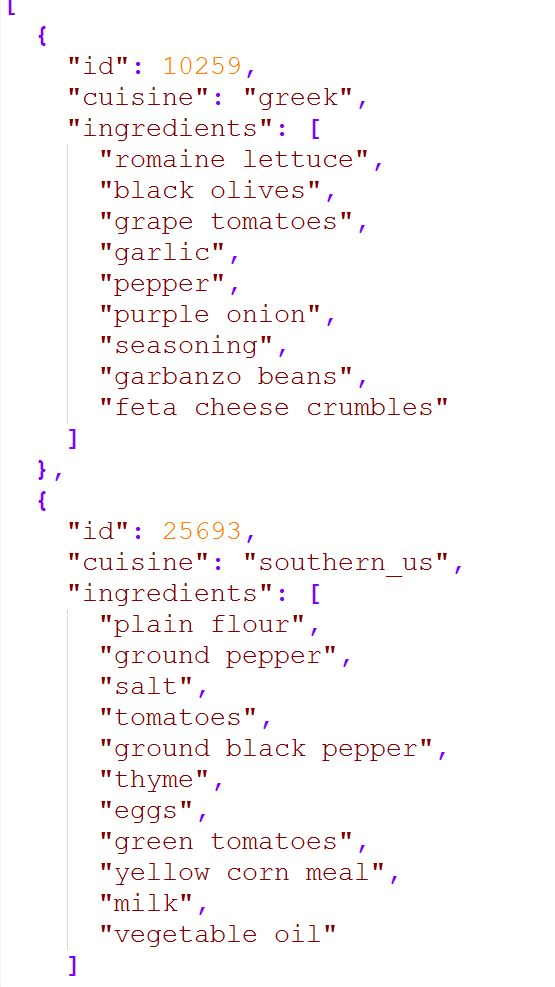 [
{
"id": 10259,
"cuisine": "greek",
"ingredients": [
"romaine lettuce",
"black olives",
"grape tomatoes",
"garlic",
"pepper",
"purple onion",
"seasoning",
"garbanzo beans",
"feta cheese crumbles"
]
},
{
"id": 25693,
"cuisine": "southern_us",
"ingredients": [
"plain flour",
"ground pepper",
"salt",
"tomatoes",
"ground black pepper",
"thyme",
"eggs",
"green tomatoes",
"yellow corn meal",
"milk",
"vegetable oil"
]